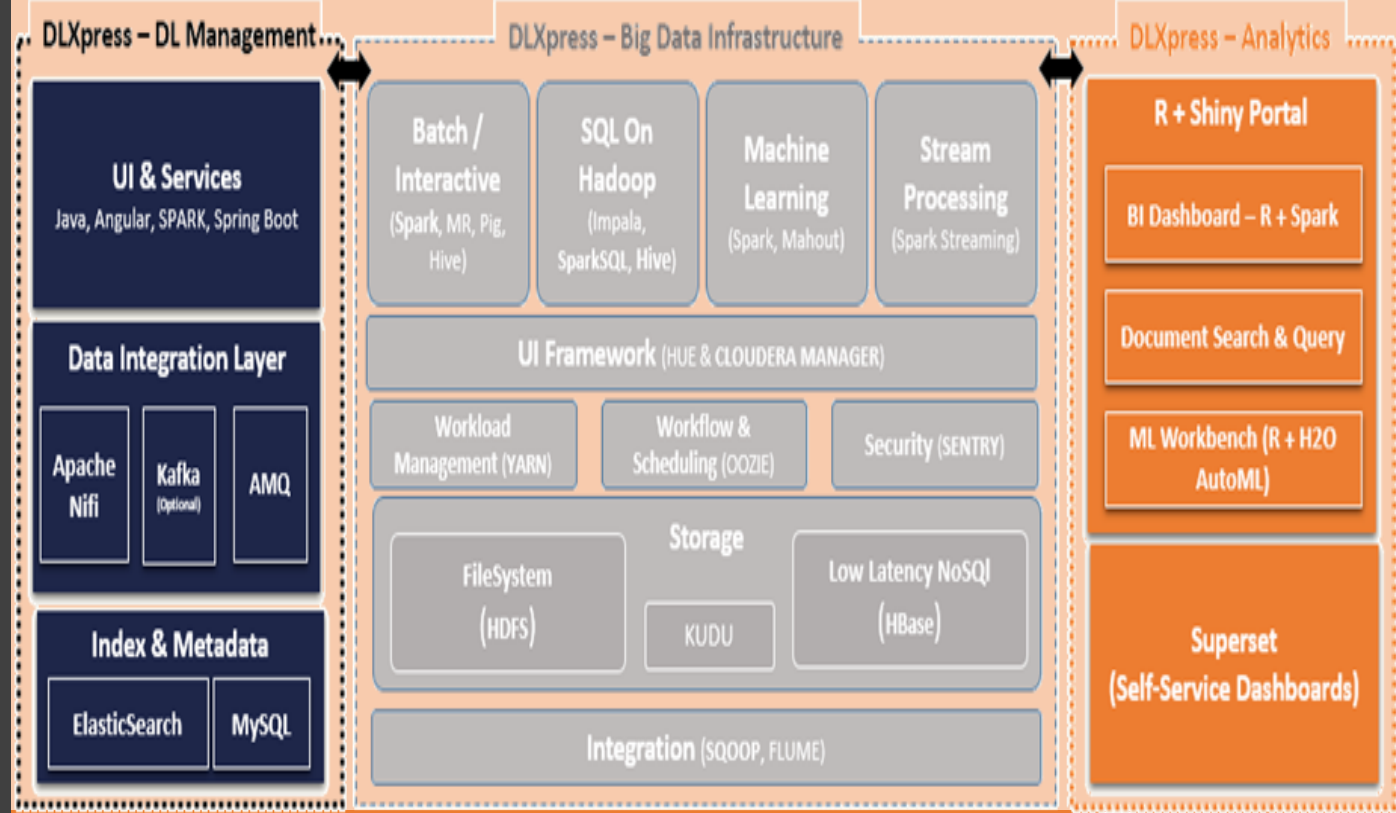 DLXpress – DL Management
UI & Services
Java, Angular, SPARK, Spring Boot
Data Integration Layer
Apache
Nifi
Kafka
(Optional)
AMQ
Index & Metadata
ElasticSearch
MySQL
DLXpress – Big Data Infrastructure
Batch /
Interactive
(Spark, MR, Pig,
Hive)
SQL On
Hadoop
(Impala,
SparkSQL, Hive)
Machine
Learning
(Spark, Mahout)
Stream
Processing
(Spark Streaming)
UI Framework (HUE & CLOUDERA MANAGER)
Workload
Management (YARN)
Workflow &
Scheduling (OOZIE)
Security (SENTRY)
Storage
FileSystem
(HDFS)
KUDU
Low Latency NoSQl
(HBase)
Integration (SQOOP, FLUME)
DLXpress – Analytics
R + Shiny Portal
BI Dashboard – R + Spark
Document Search & Query
ML Workbench (R + H2O
AutoML)
Superset
(Self-Service Dashboards)